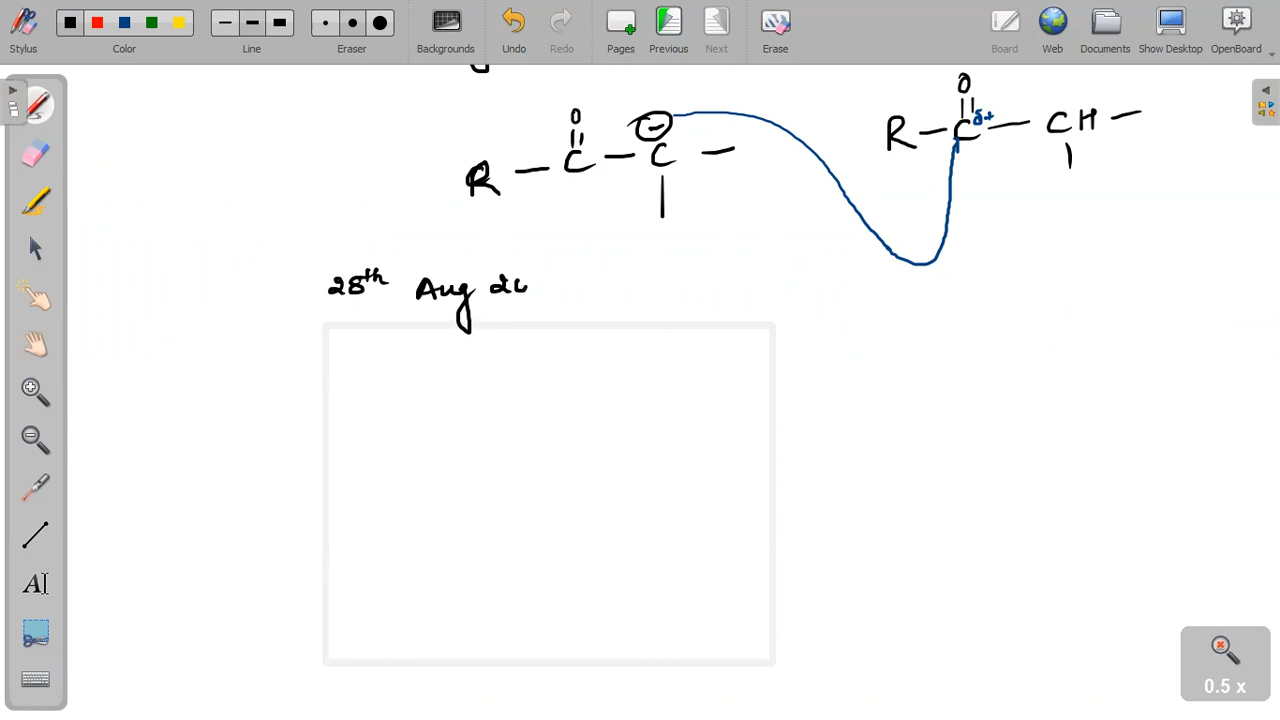 Stylus Color Line Eraser Backgrounds Undo Redo Pages Previous Next Erase Board Web Documents Show Desktop OpenBoard
O O
R — C — C — R — C δ+ — CH —
28th Aug 24
0.5 x